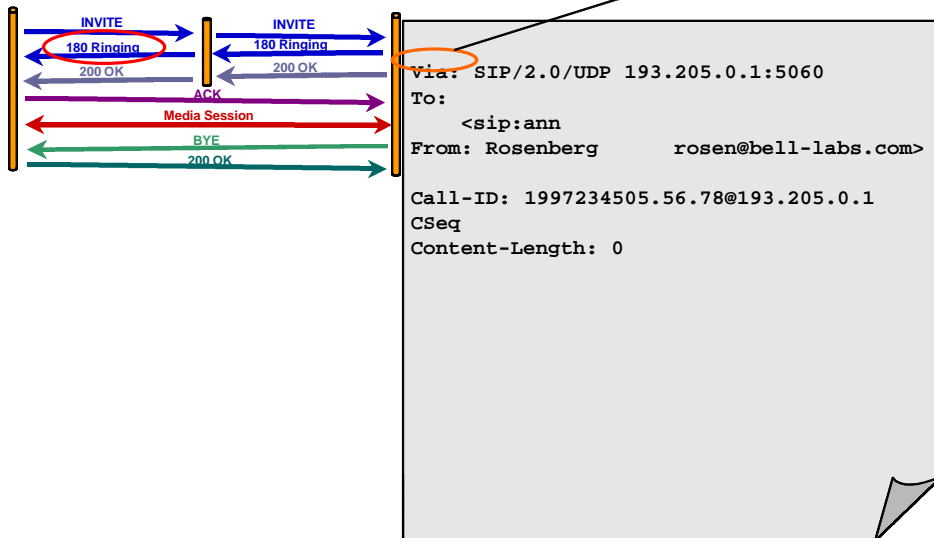 INVITE
INVITE
180 Ringing
180 Ringing
200 OK
200 OK
ACK
Media Session
BYE
200 OK
Via: SIP/2.0/UDP 193.205.0.1:5060
To:
<sip:ann
From: Rosenberg rosen@bell-labs.com>
Call-ID: 1997234505.56.78@193.205.0.1
CSeq
Content-Length: 0